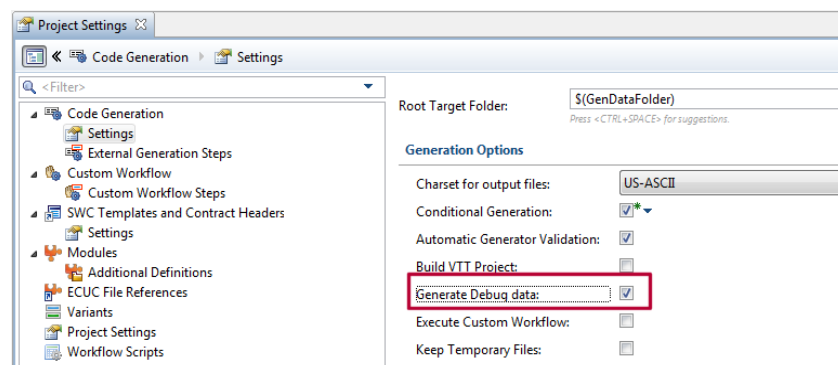 Project Settings
Code Generation Settings
<Filter>
Code Generation
Settings
External Generation Steps
Custom Workflow
Custom Workflow Steps
SWC Templates and Contract Headers
Settings
Modules
Additional Definitions
ECUC File References
Variants
Project Settings
Workflow Scripts
Root Target Folder: $(GenDataFolder)
Press <CTRL+SPACE> for suggestions.
Generation Options
Charset for output files: US-ASCII
Conditional Generation: *
Automatic Generator Validation:
Build VTT Project:
Generate Debug data:
Execute Custom Workflow:
Keep Temporary Files: